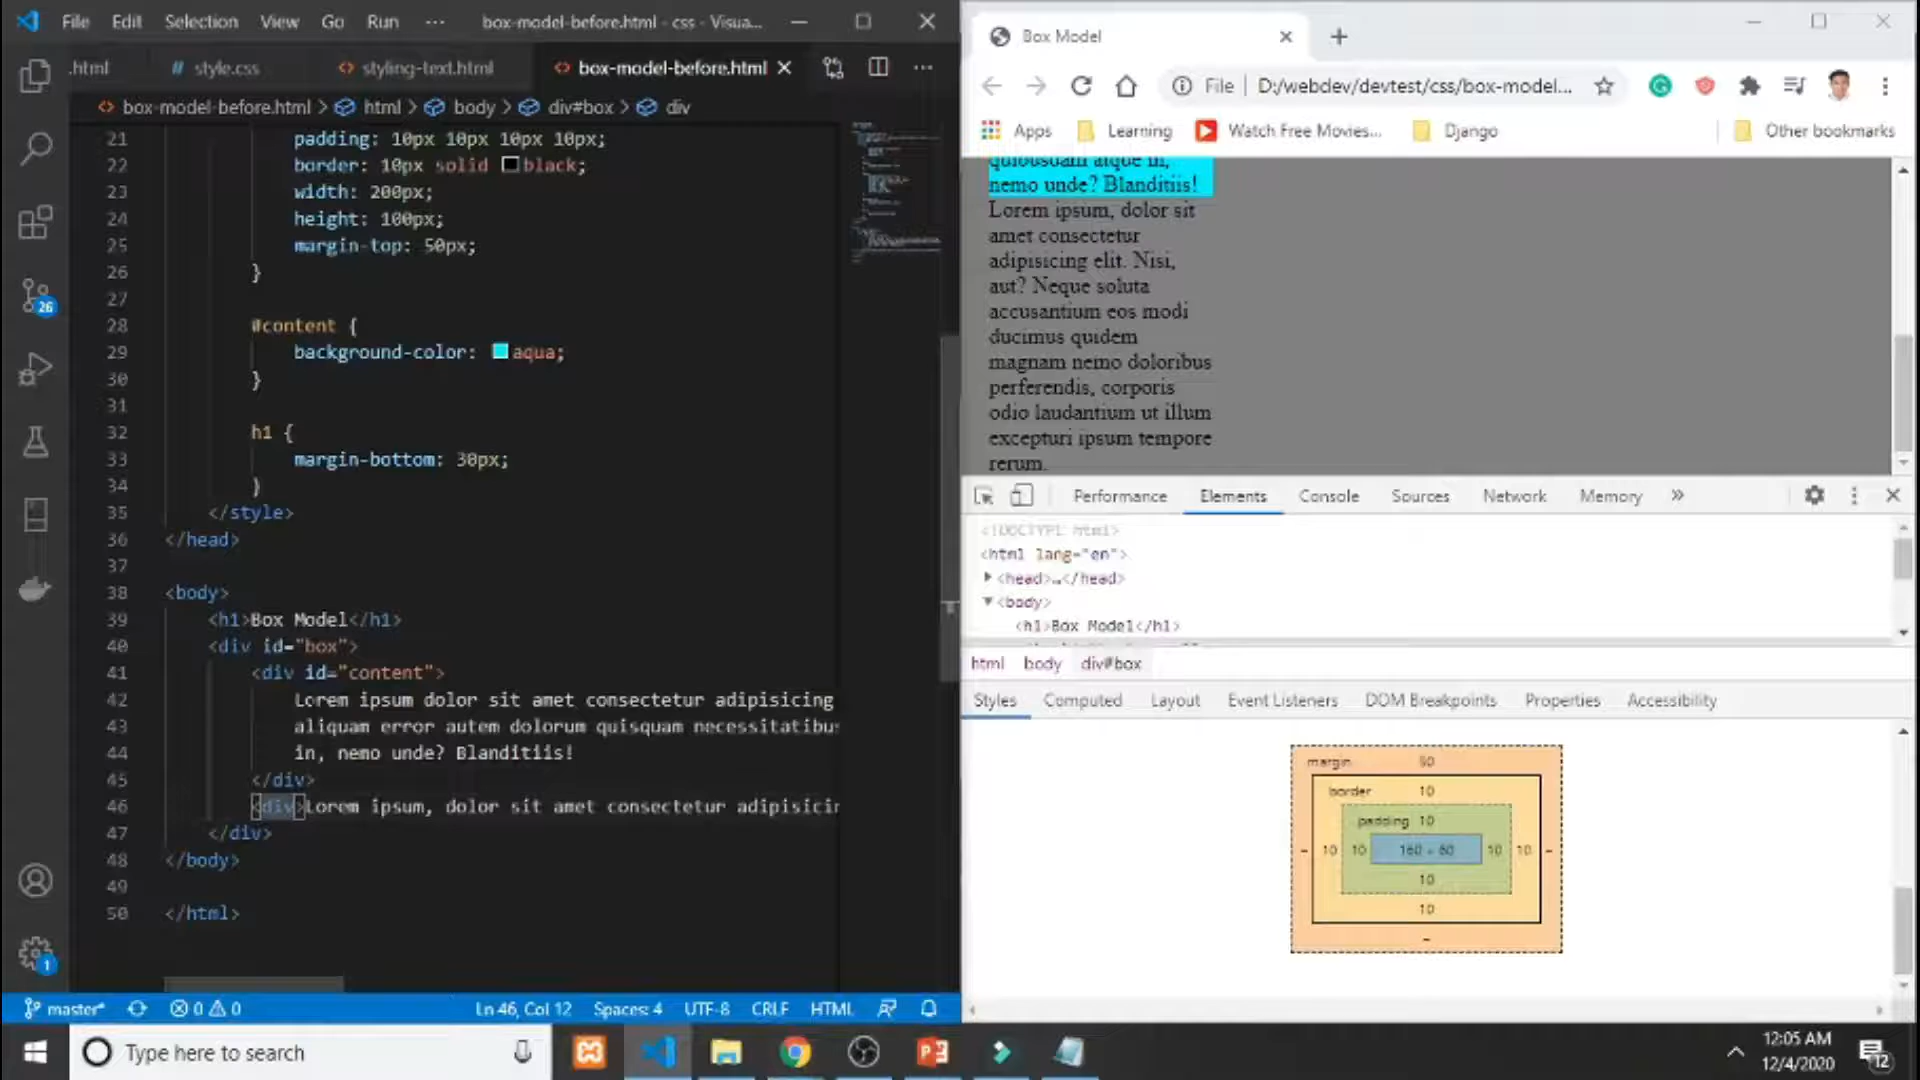 File Edit Selection View Go Run ··· box-model-before.html - css - Visua...
.html # style.css <> styling-text.html <> box-model-before.html
<> box-model-before.html > html > body > div#box > div
21 padding: 10px 10px 10px 10px;
22 border: 10px solid black;
23 width: 200px;
24 height: 100px;
25 margin-top: 50px;
26 }
27
28 #content {
29 background-color: aqua;
30 }
31
32 h1 {
33 margin-bottom: 30px;
34 }
35 </style>
36 </head>
37
38 <body>
39 <h1>Box Model</h1>
40 <div id="box">
41 <div id="content">
42 Lorem ipsum dolor sit amet consectetur adipisicing
43 aliquam error autem dolorum quisquam necessitatibus
44 in, nemo unde? Blanditiis!
45 </div>
46 <div>Lorem ipsum, dolor sit amet consectetur adipisicin
47 </div>
48 </body>
49
50 </html>
26
1
master* 0 0 Ln 46, Col 12 Spaces: 4 UTF-8 CRLF HTML
Box Model
File | D:/webdev/devtest/css/box-model...
Apps Learning Watch Free Movies... Django Other bookmarks
atque in,
nemo unde? Blanditiis!
Lorem ipsum, dolor sit
amet consectetur
adipisicing elit. Nisi,
aut? Neque soluta
accusantium eos modi
ducimus quidem
magnam nemo doloribus
perferendis, corporis
odio laudantium ut illum
excepturi ipsum tempore
rerum.
Performance Elements Console Sources Network Memory »
<!DOCTYPE html>
<html lang="en">
<head>…</head>
<body>
<h1>Box Model</h1>
html body div#box
Styles Computed Layout Event Listeners DOM Breakpoints Properties Accessibility
margin 50
border 10
padding 10
- 10 10 160 × 60 10 10 -
10
10
-
Type here to search
12:05 AM
12/4/2020
12